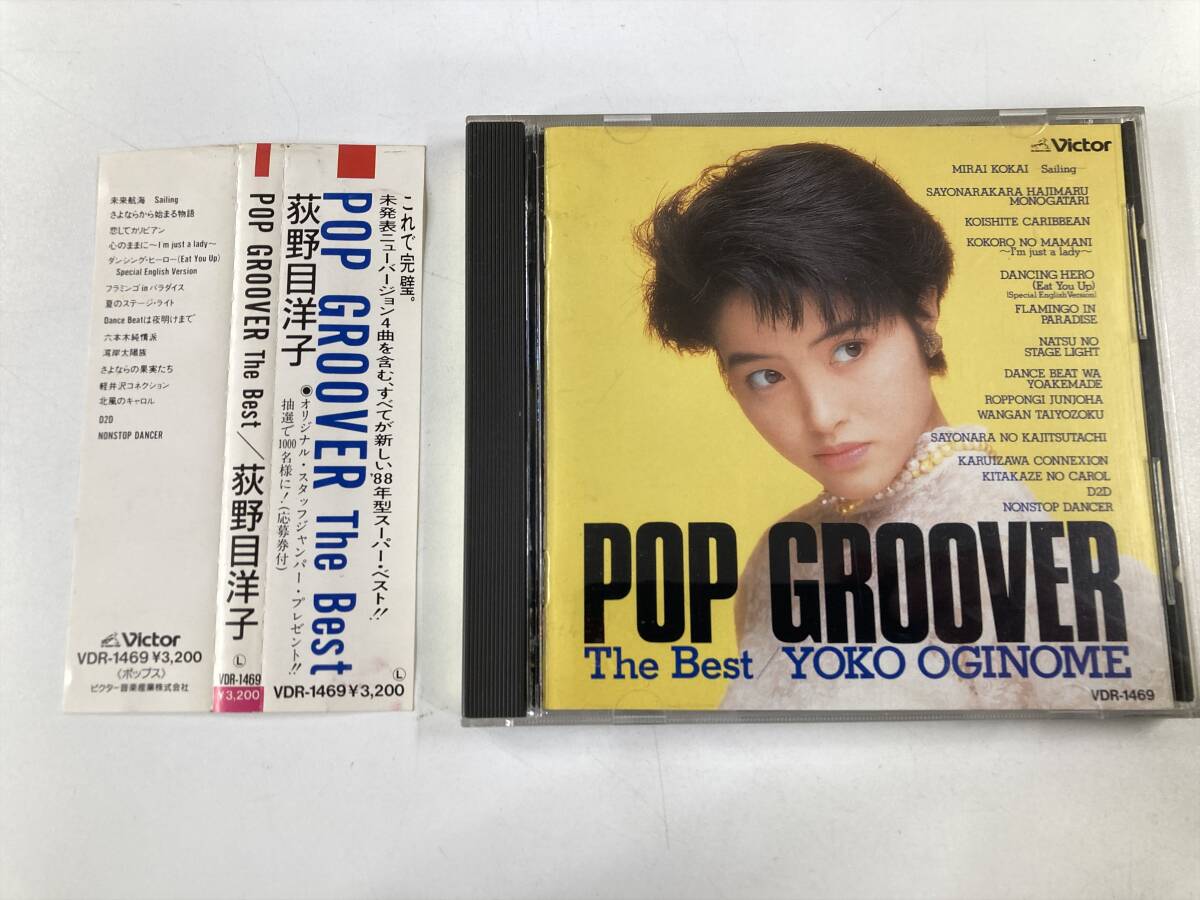 未来航海 Sailing
さよならから始まる物語
恋してカリビアン
心のままに〜I'm just a lady〜
ダンシング・ヒーロー(Eat You Up)
Special English Version
フラミンゴ in パラダイス
夏のステージ・ライト
Dance Beatは夜明けまで
六本木純情派
湾岸太陽族
さよならの果実たち
軽井沢コネクション
北風のキャロル
D2D
NONSTOP DANCER
Victor
VDR-1469 ¥3,200
〈ポップス〉
ビクター音楽産業株式会社
POP GROOVER The Best/荻野目洋子
Ⓛ
VDR-1469
¥3,200
これで完璧。
未発表ニューバージョン4曲を含む、すべてが新しい'88年型スーパー・ベスト!!
POP GROOVER The Best
荻野目洋子
●オリジナル・スタッフジャンパー・プレゼント!!
抽選で1000名様に!(応募券付)
Ⓛ
VDR-1469 ¥3,200
Victor
MIRAI KOKAI Sailing—
SAYONARAKARA HAJIMARU
MONOGATARI
KOISHITE CARIBBEAN
KOKORO NO MAMANI
〜I'm just a lady〜
DANCING HERO
(Eat You Up)
(Special English Version)
FLAMINGO IN
PARADISE
NATSU NO
STAGE LIGHT
DANCE BEAT WA
YOAKEMADE
ROPPONGI JUNJOHA
WANGAN TAIYOZOKU
SAYONARA NO KAJITSUTACHI
KARUIZAWA CONNEXION
KITAKAZE NO CAROL
D2D
NONSTOP DANCER
POP GROOVER
The Best / YOKO OGINOME
VDR-1469